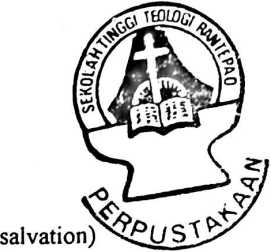 SEKOLAH TINGGI TEOLOGI RANTEPAO
PERPUSTAKAAN
salvation)